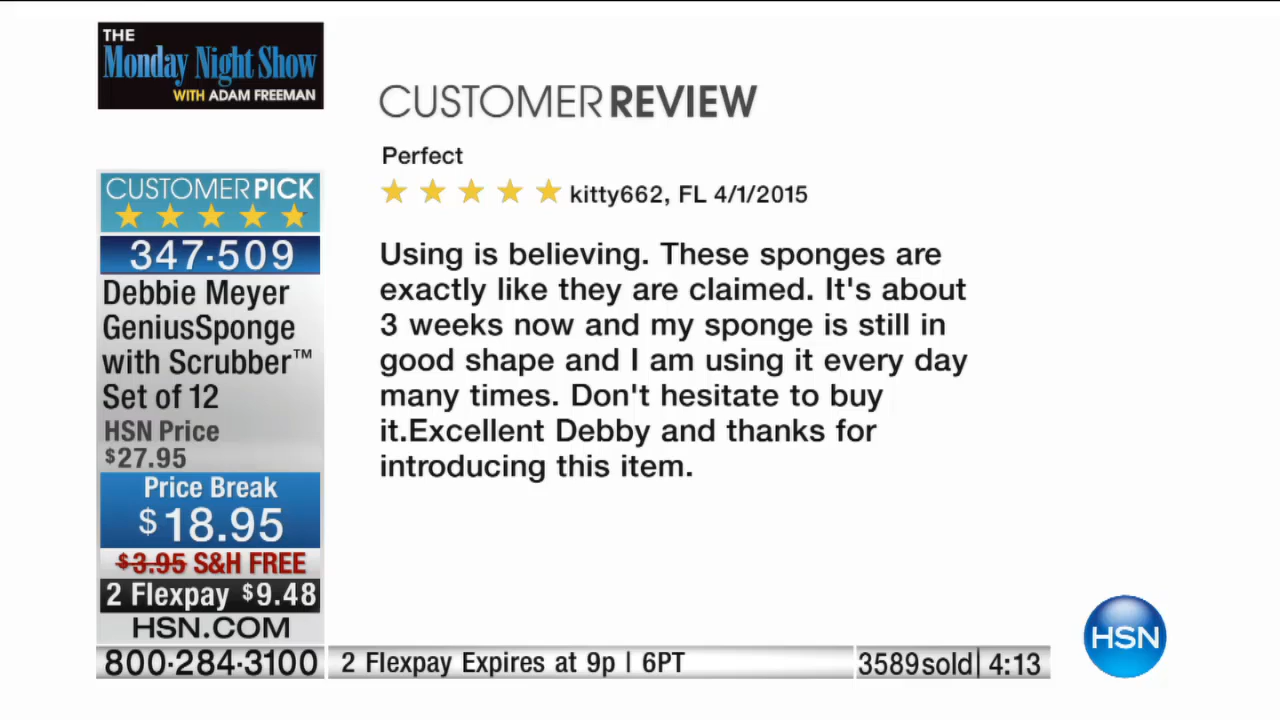 THE
Monday Night Show
WITH ADAM FREEMAN
CUSTOMER REVIEW
Perfect
kitty662, FL 4/1/2015
Using is believing. These sponges are
exactly like they are claimed. It's about
3 weeks now and my sponge is still in
good shape and I am using it every day
many times. Don't hesitate to buy
it.Excellent Debby and thanks for
introducing this item.
CUSTOMER PICK
347·509
Debbie Meyer
GeniusSponge
with Scrubber™
Set of 12
HSN Price
$27.95
Price Break
$18.95
$3.95 S&H FREE
2 Flexpay $9.48
HSN.COM
800·284·3100
2 Flexpay Expires at 9p | 6PT
3589sold | 4:13
HSN